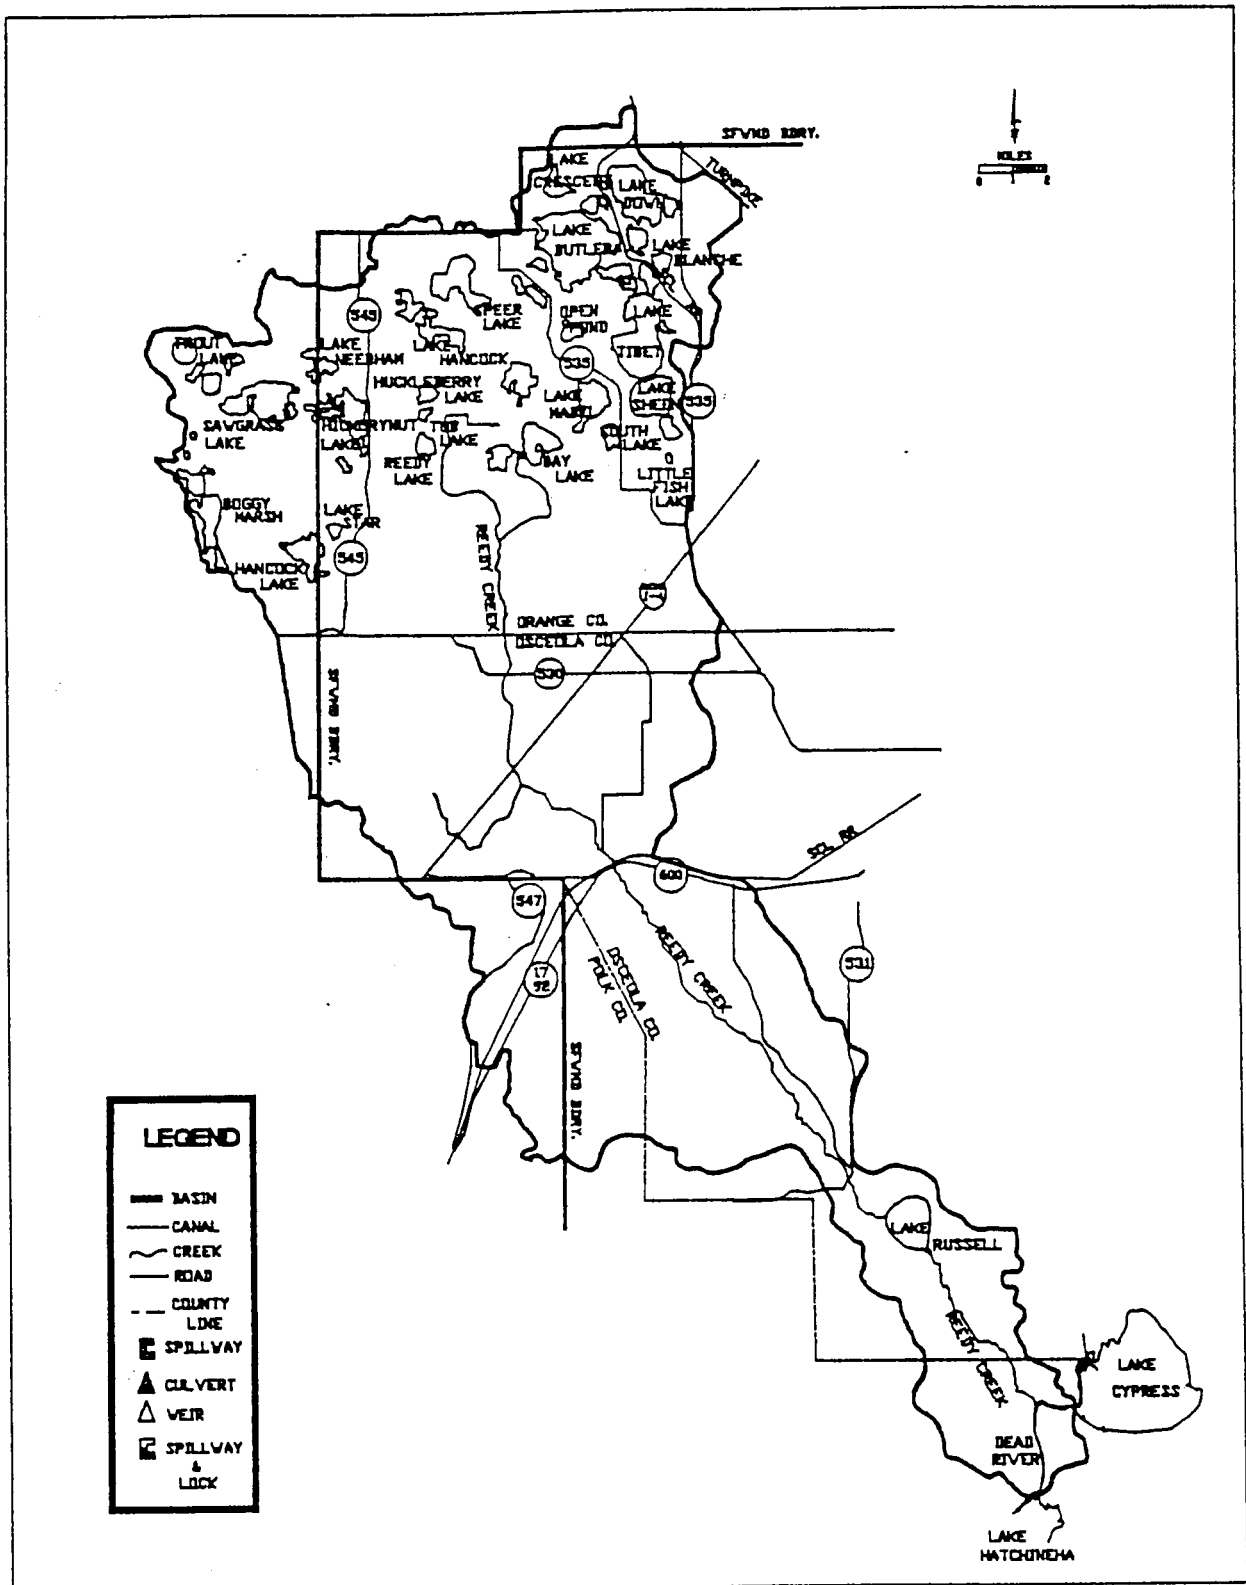 SFWMD BDRY.
MILES
0 1 2
TURNPIKE
LAKE
CRESCENT
LAKE
DOWN
LAKE
BUTLER
LAKE
BLANCHE
545
SPEER
LAKE
OPEN
POND
LAKE
TIBET
TROUT
LAKE
LAKE
NEEDHAM
LAKE
HANCOCK
535
HUCKLEBERRY
LAKE
LAKE
MABEL
LAKE
SHEEN
535
SAWGRASS
LAKE
HICKORYNUT
LAKE
TUB
LAKE
SOUTH
LAKE
REEDY
LAKE
BAY
LAKE
LITTLE
FISH
LAKE
BOGGY
MARSH
LAKE
STAR
HANCOCK
LAKE
545
REEDY CREEK
ORANGE CO.
OSCEOLA CO.
530
SFWMD BDRY.
SCL RR
600
547
17
92
OSCEOLA CO.
POLK CO.
REEDY CREEK
531
SFWMD BDRY.
LAKE
RUSSELL
REEDY CREEK
LAKE
CYPRESS
DEAD
RIVER
LAKE
HATCHINEHA
LEGEND
BASIN
CANAL
CREEK
ROAD
COUNTY
LINE
SPILLWAY
CULVERT
WEIR
SPILLWAY
&
LOCK